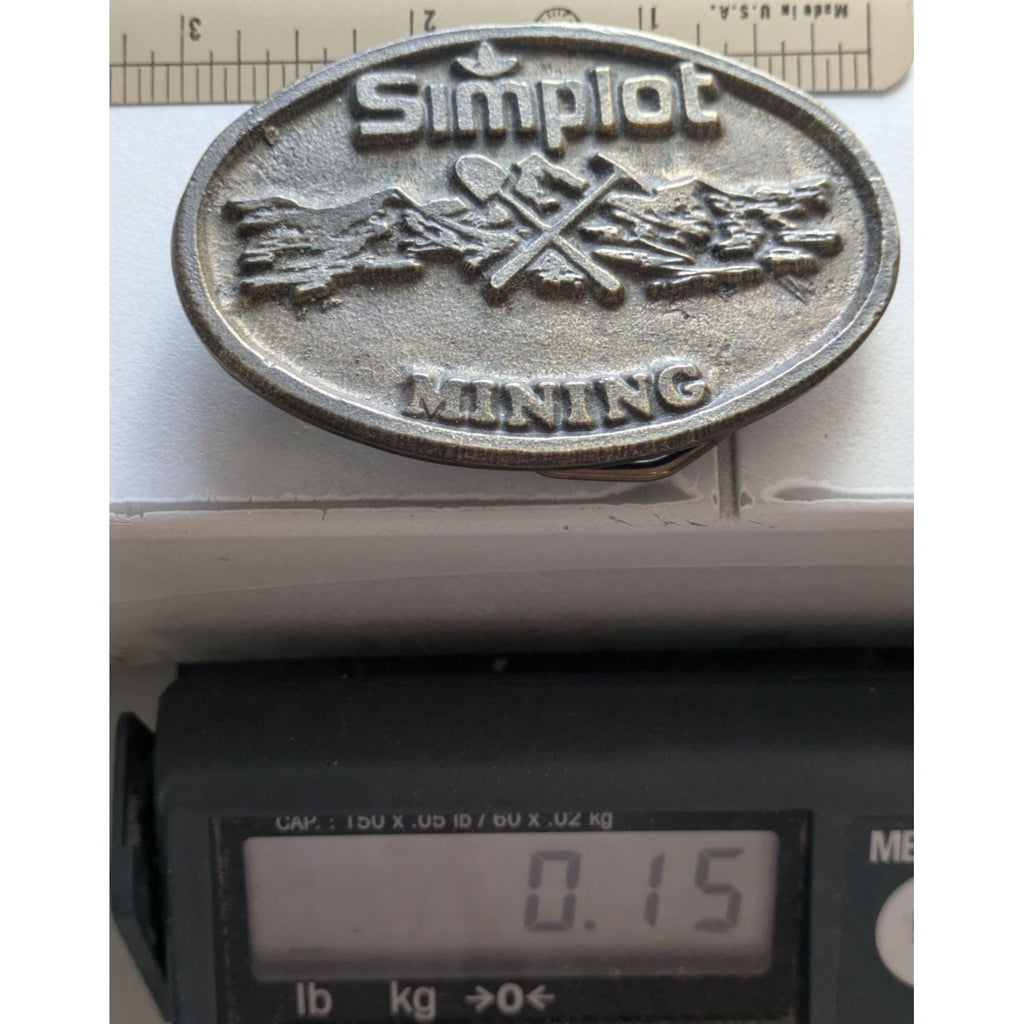 Made in U.S.A.
3 2 1
Simplot
MINING
CAP. : 150 x .05 lb / 60 x .02 kg
0.15
ME
lb kg →0←